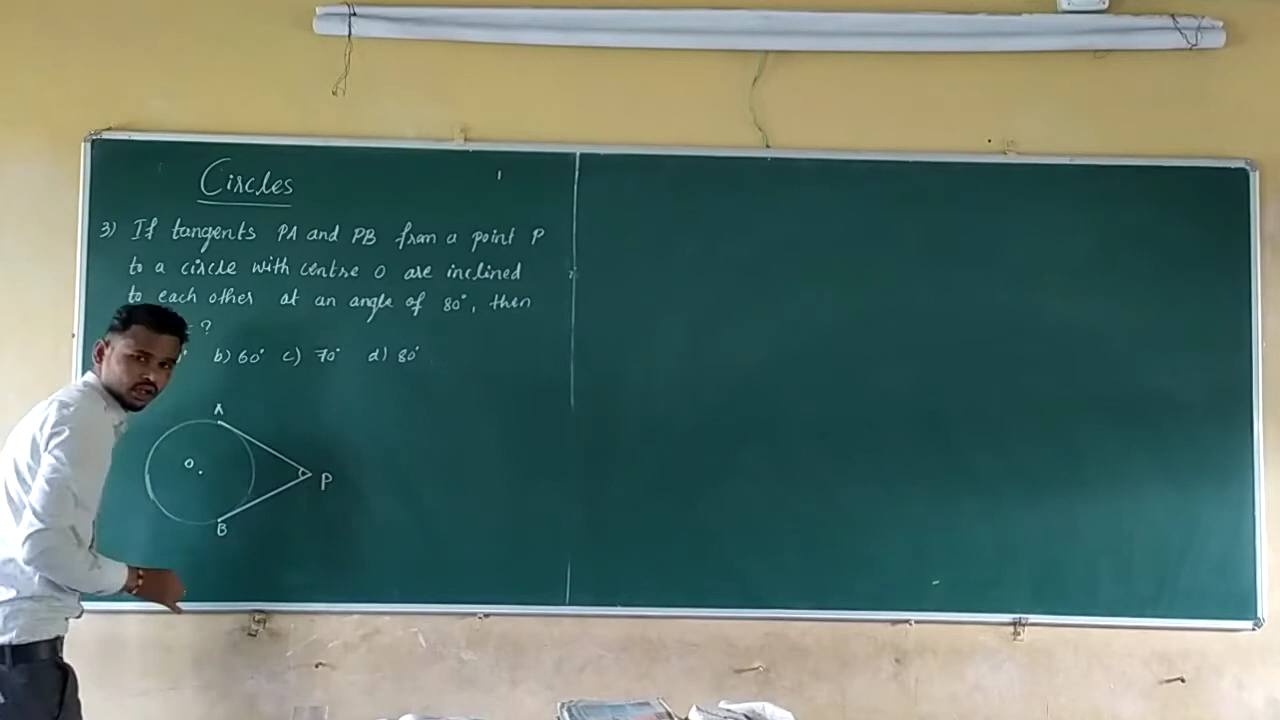 Circles
3) If tangents PA and PB from a point P
to a circle with centre O are inclined
to each other at an angle of 80°, then
= ?
b) 60° c) 70° d) 80°
A
O
P
B